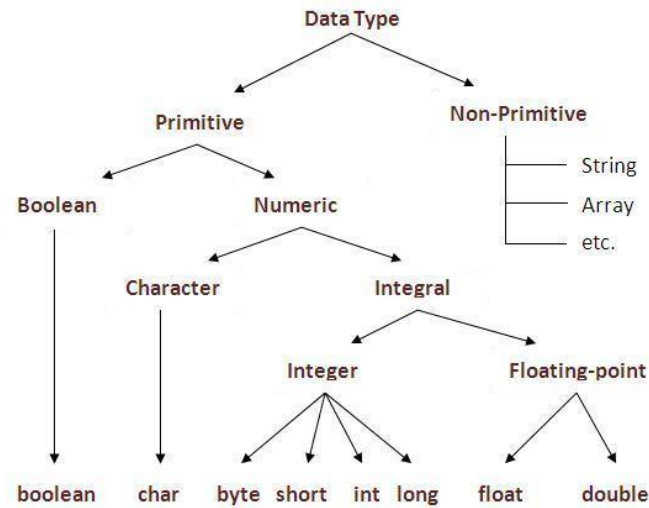 Data Type
Primitive
Non-Primitive
String
Array
etc.
Boolean
Numeric
Character
Integral
Integer
Floating-point
boolean char byte short int long float double